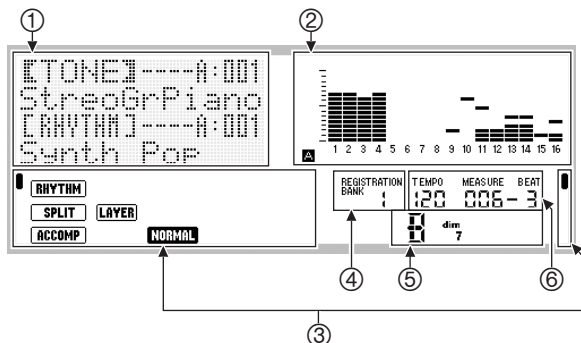 ① ②
【TONE】----A:001
StreoGrPiano
[RHYTHM]----A:001
Synth Pop
A
1 2 3 4 5 6 7 8 9 10 11 12 13 14 15 16
RHYTHM
SPLIT LAYER
ACCOMP NORMAL
REGISTRATION
BANK 1
TEMPO MEASURE BEAT
120 006-3
B dim
7
④ ⑤ ⑥
③